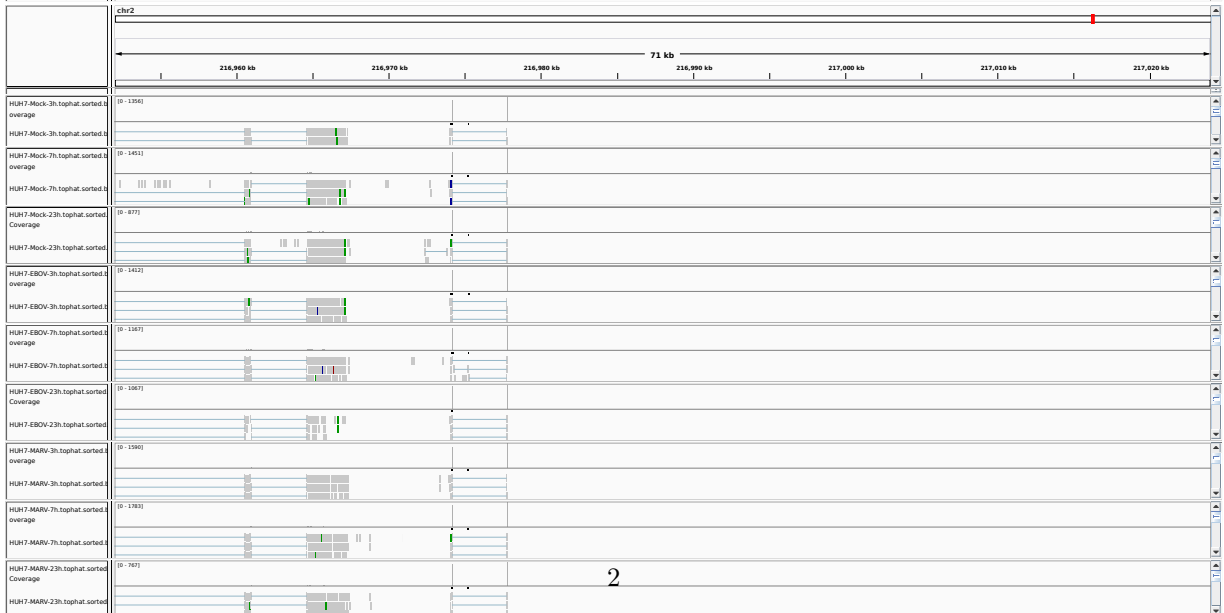 chr2
71 kb
216,960 kb 216,970 kb 216,980 kb 216,990 kb 217,000 kb 217,010 kb 217,020 kb
HUH7-Mock-3h.tophat.sorted.b
overage
[0 - 1356]
HUH7-Mock-3h.tophat.sorted.b
HUH7-Mock-7h.tophat.sorted.b
overage
[0 - 1451]
HUH7-Mock-7h.tophat.sorted.b
HUH7-Mock-23h.tophat.sorted.
Coverage
[0 - 877]
HUH7-Mock-23h.tophat.sorted.
HUH7-EBOV-3h.tophat.sorted.b
overage
[0 - 1412]
HUH7-EBOV-3h.tophat.sorted.b
HUH7-EBOV-7h.tophat.sorted.b
overage
[0 - 1167]
HUH7-EBOV-7h.tophat.sorted.b
HUH7-EBOV-23h.tophat.sorted
Coverage
[0 - 1067]
HUH7-EBOV-23h.tophat.sorted
HUH7-MARV-3h.tophat.sorted.b
overage
[0 - 1590]
HUH7-MARV-3h.tophat.sorted.b
HUH7-MARV-7h.tophat.sorted.b
overage
[0 - 1783]
HUH7-MARV-7h.tophat.sorted.b
HUH7-MARV-23h.tophat.sorted
Coverage
[0 - 767]
HUH7-MARV-23h.tophat.sorted
2